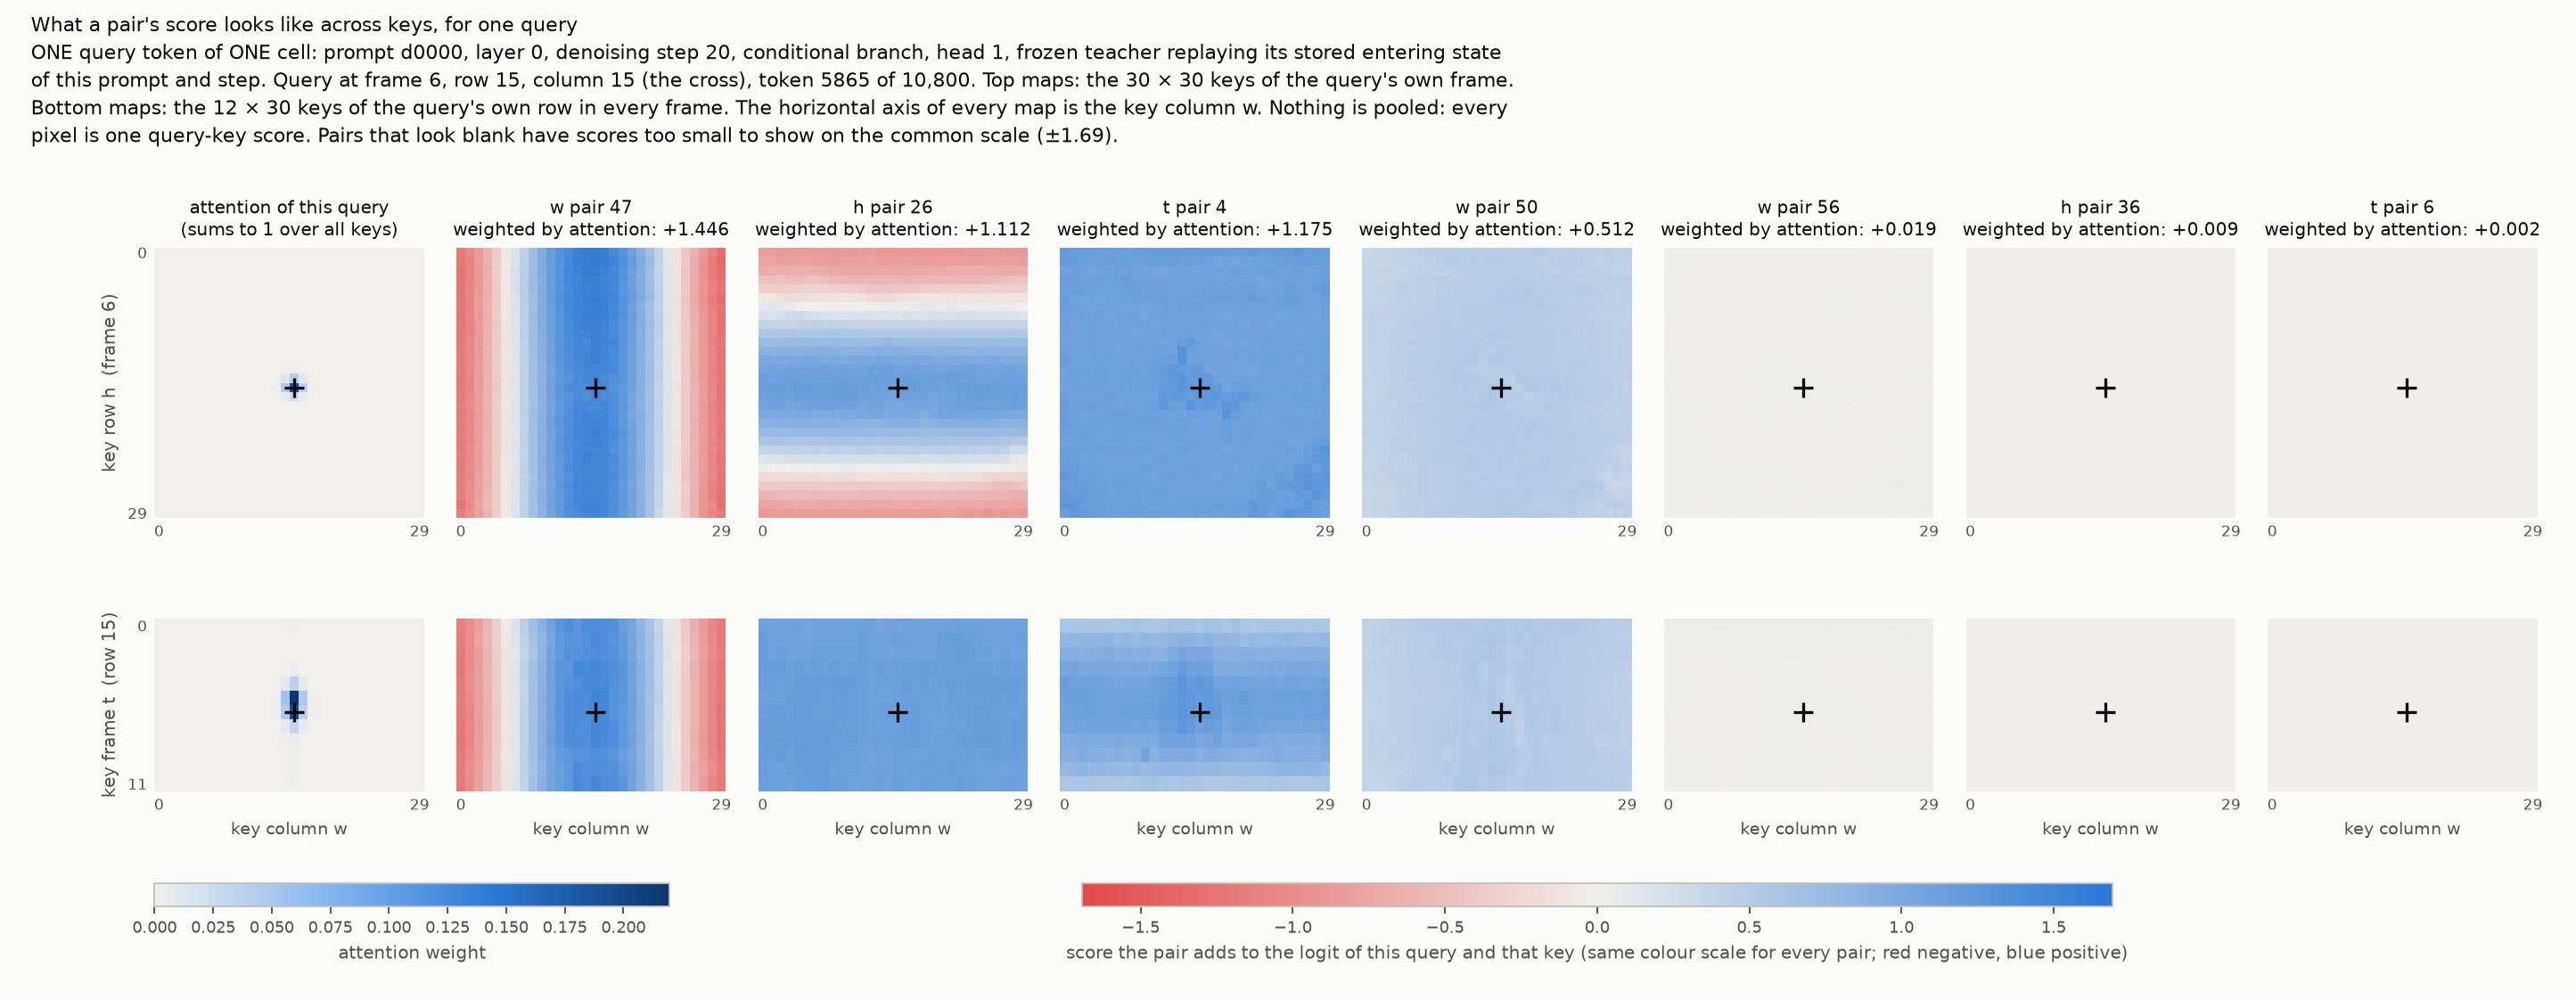 What a pair's score looks like across keys, for one query
ONE query token of ONE cell: prompt d0000, layer 0, denoising step 20, conditional branch, head 1, frozen teacher replaying its stored entering state
of this prompt and step. Query at frame 6, row 15, column 15 (the cross), token 5865 of 10,800. Top maps: the 30 × 30 keys of the query's own frame.
Bottom maps: the 12 × 30 keys of the query's own row in every frame. The horizontal axis of every map is the key column w. Nothing is pooled: every
pixel is one query-key score. Pairs that look blank have scores too small to show on the common scale (±1.69).
attention of this query
(sums to 1 over all keys)
w pair 47
weighted by attention: +1.446
h pair 26
weighted by attention: +1.112
t pair 4
weighted by attention: +1.175
w pair 50
weighted by attention: +0.512
w pair 56
weighted by attention: +0.019
h pair 36
weighted by attention: +0.009
t pair 6
weighted by attention: +0.002
key row h (frame 6)
0
29
0 29
0 29
0 29
0 29
0 29
0 29
0 29
0 29
key frame t (row 15)
0
11
0 29
0 29
0 29
0 29
0 29
0 29
0 29
0 29
key column w
key column w
key column w
key column w
key column w
key column w
key column w
key column w
0.000 0.025 0.050 0.075 0.100 0.125 0.150 0.175 0.200
attention weight
−1.5 −1.0 −0.5 0.0 0.5 1.0 1.5
score the pair adds to the logit of this query and that key (same colour scale for every pair; red negative, blue positive)